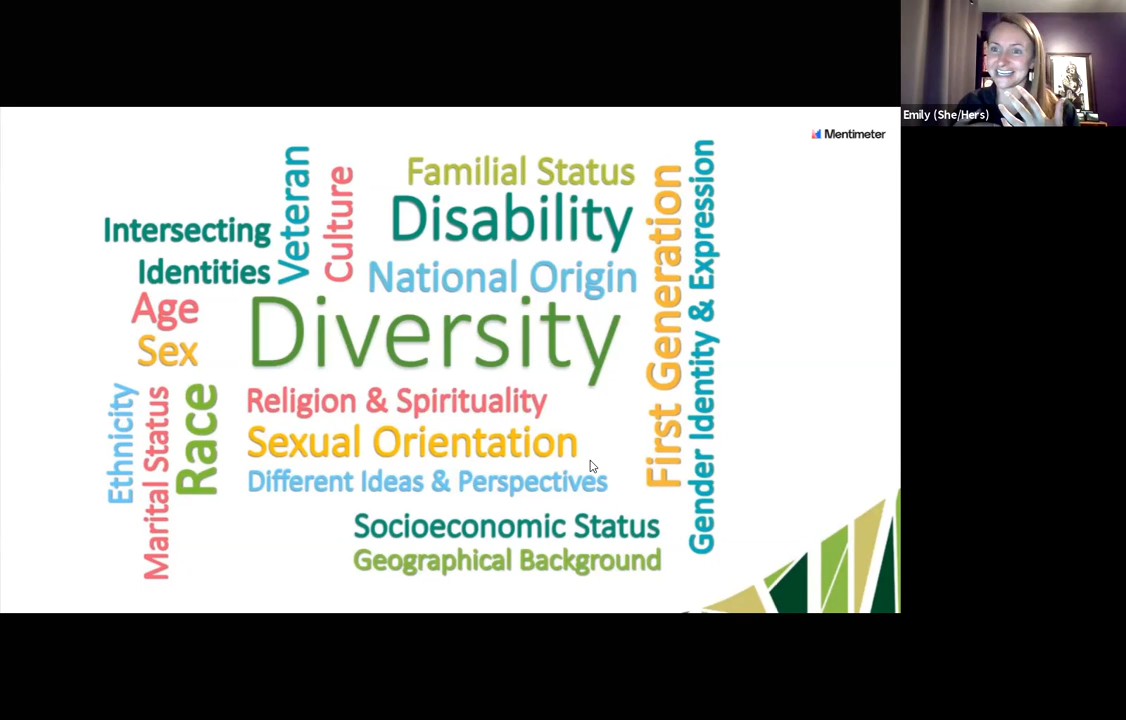 Emily (She/Hers)
Mentimeter
Familial Status
Veteran
Culture
Disability
Intersecting
Identities
National Origin
First Generation
Gender Identity & Expression
Age
Sex
Diversity
Ethnicity
Marital Status
Race
Religion & Spirituality
Sexual Orientation
Different Ideas & Perspectives
Socioeconomic Status
Geographical Background